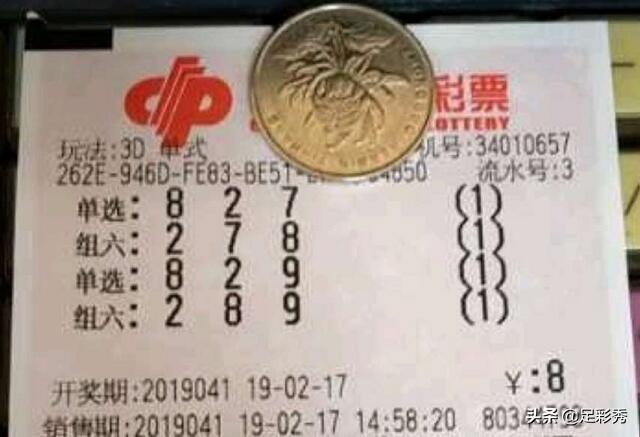 彩票
LOTTERY
玩法:3D 单式 机号:34010657
262E-946D-FE83-BE51- 流水号:3
单选: 8 2 7 (1)
组六: 2 7 8 (1)
单选: 8 2 9 (1)
组六: 2 8 9 (1)
¥:8
开奖期:2019041 19-02-17
销售期:2019041 19-02-17 14:58:20
头条@足彩秀